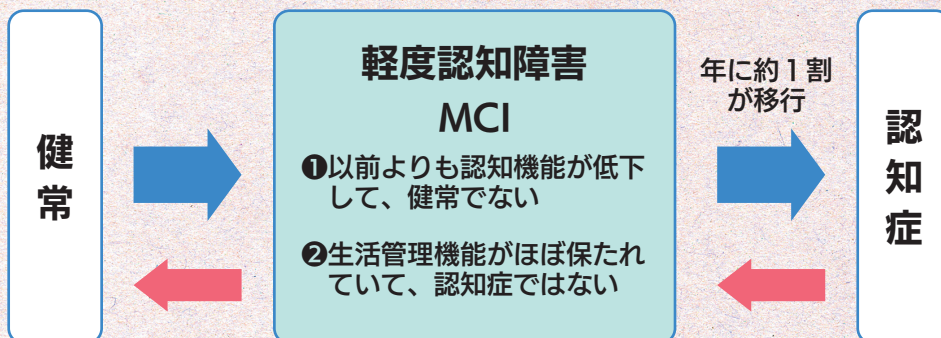 健常
軽度認知障害
MCI
❶以前よりも認知機能が低下
して、健常でない
❷生活管理機能がほぼ保たれ
ていて、認知症ではない
年に約1割
が移行
認知症